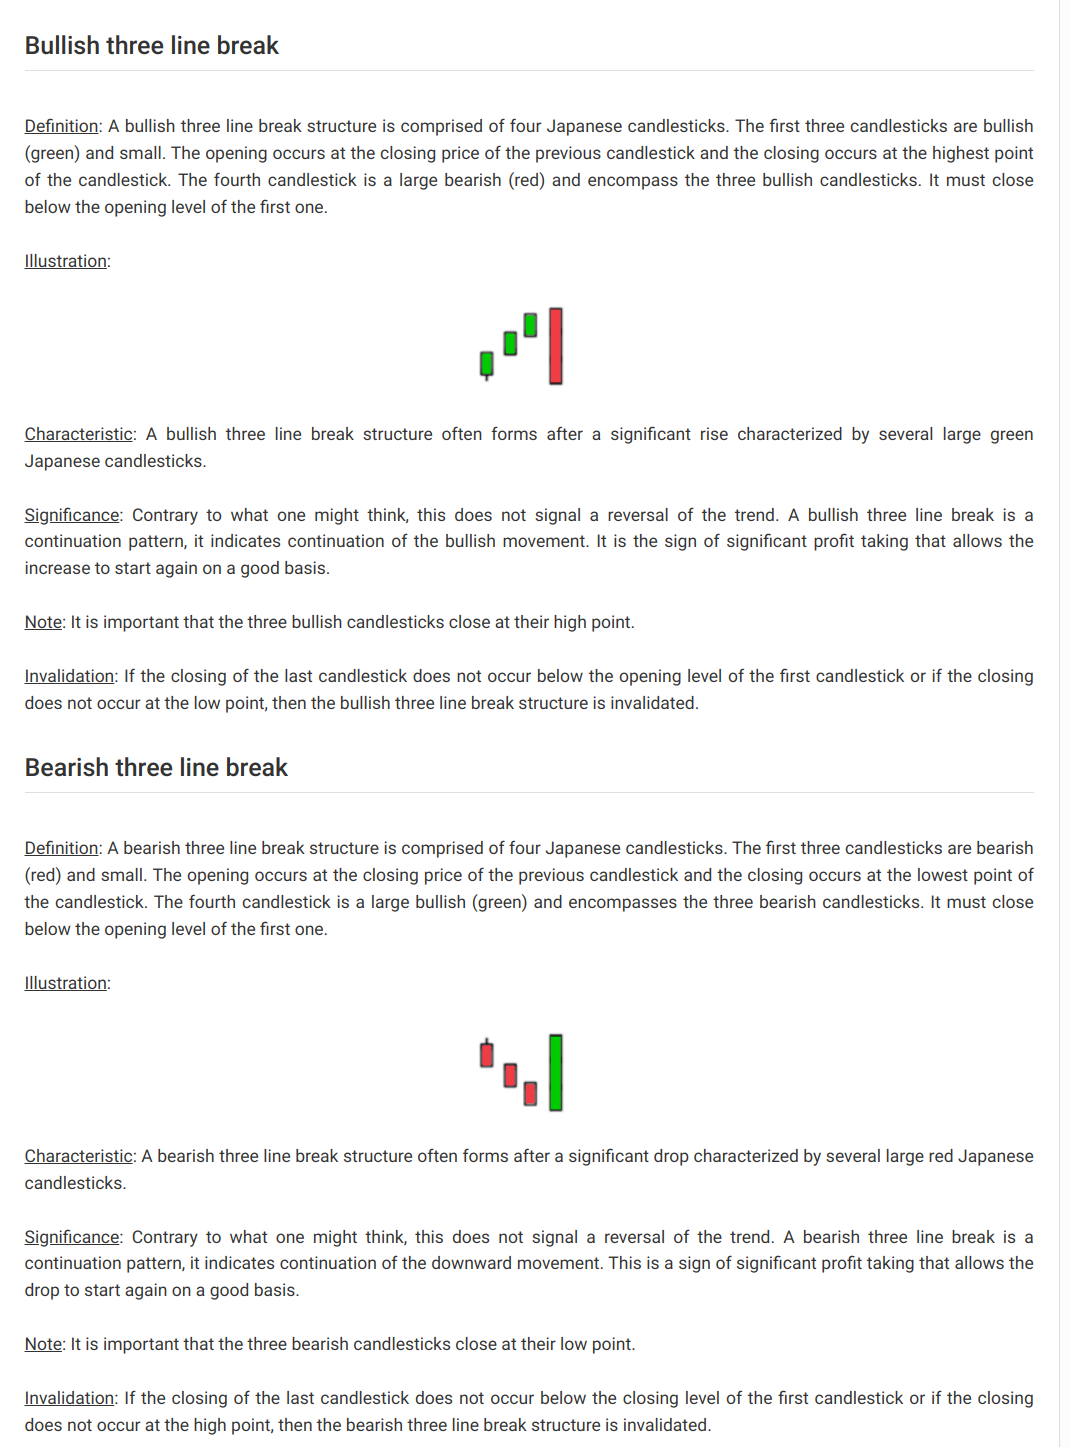 Bullish three line break
Definition: A bullish three line break structure is comprised of four Japanese candlesticks. The first three candlesticks are bullish
(green) and small. The opening occurs at the closing price of the previous candlestick and the closing occurs at the highest point
of the candlestick. The fourth candlestick is a large bearish (red) and encompass the three bullish candlesticks. It must close
below the opening level of the first one.
Illustration:
Characteristic: A bullish three line break structure often forms after a significant rise characterized by several large green
Japanese candlesticks.
Significance: Contrary to what one might think, this does not signal a reversal of the trend. A bullish three line break is a
continuation pattern, it indicates continuation of the bullish movement. It is the sign of significant profit taking that allows the
increase to start again on a good basis.
Note: It is important that the three bullish candlesticks close at their high point.
Invalidation: If the closing of the last candlestick does not occur below the opening level of the first candlestick or if the closing
does not occur at the low point, then the bullish three line break structure is invalidated.
Bearish three line break
Definition: A bearish three line break structure is comprised of four Japanese candlesticks. The first three candlesticks are bearish
(red) and small. The opening occurs at the closing price of the previous candlestick and the closing occurs at the lowest point of
the candlestick. The fourth candlestick is a large bullish (green) and encompasses the three bearish candlesticks. It must close
below the opening level of the first one.
Illustration:
Characteristic: A bearish three line break structure often forms after a significant drop characterized by several large red Japanese
candlesticks.
Significance: Contrary to what one might think, this does not signal a reversal of the trend. A bearish three line break is a
continuation pattern, it indicates continuation of the downward movement. This is a sign of significant profit taking that allows the
drop to start again on a good basis.
Note: It is important that the three bearish candlesticks close at their low point.
Invalidation: If the closing of the last candlestick does not occur below the closing level of the first candlestick or if the closing
does not occur at the high point, then the bearish three line break structure is invalidated.